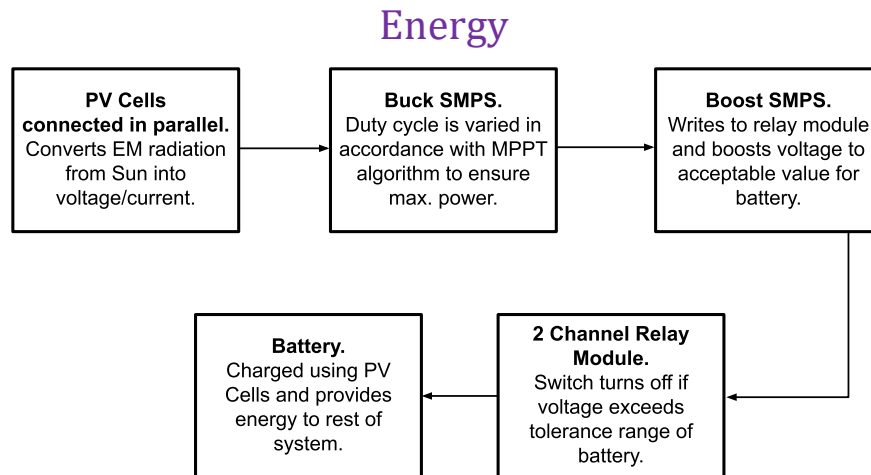 Energy
PV Cells
connected in parallel.
Converts EM radiation
from Sun into
voltage/current.
Buck SMPS.
Duty cycle is varied in
accordance with MPPT
algorithm to ensure
max. power.
Boost SMPS.
Writes to relay module
and boosts voltage to
acceptable value for
battery.
Battery.
Charged using PV
Cells and provides
energy to rest of
system.
2 Channel Relay
Module.
Switch turns off if
voltage exceeds
tolerance range of
battery.